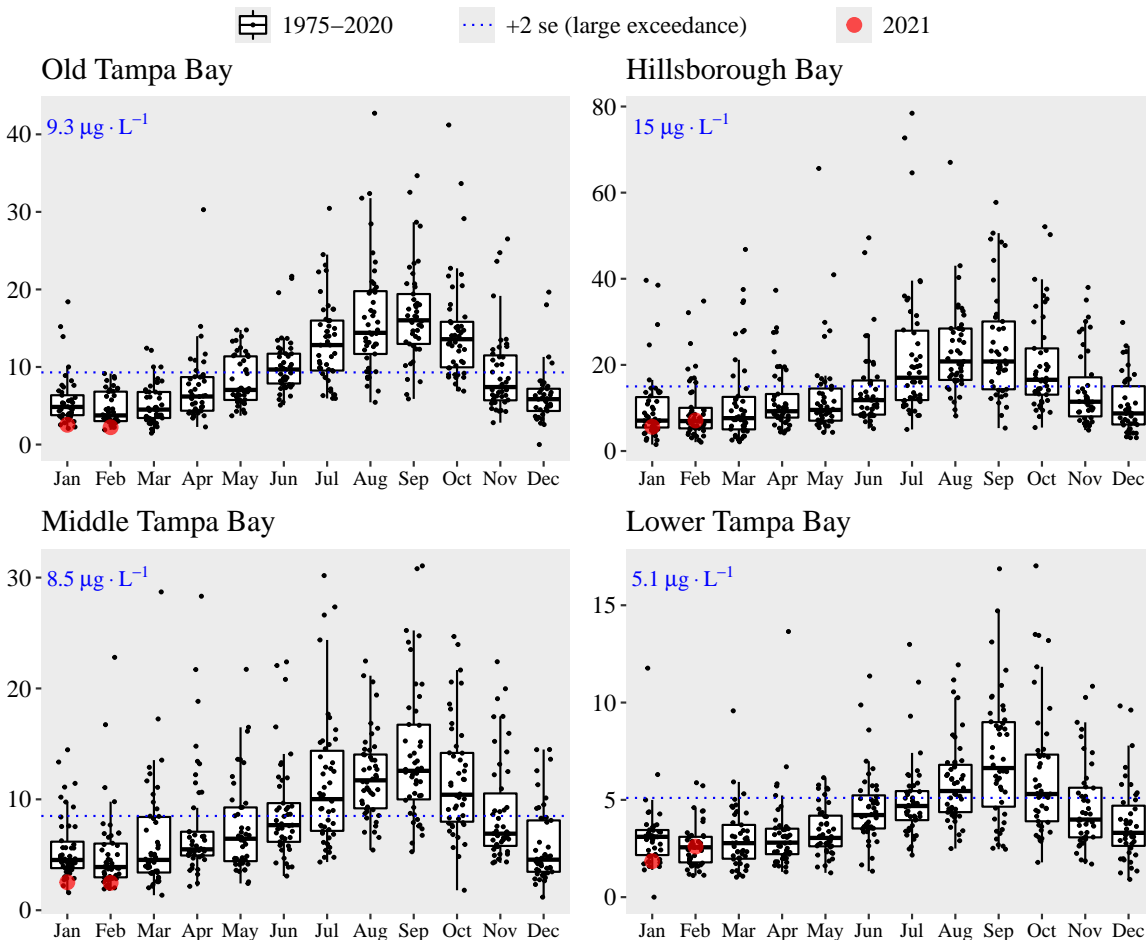 1975−2020 +2 se (large exceedance) 2021
Old Tampa Bay Hillsborough Bay
9.3 μg · L⁻¹ 15 μg · L⁻¹
40
30
20
10
0
80
60
40
20
0
Jan Feb Mar Apr May Jun Jul Aug Sep Oct Nov Dec
Jan Feb Mar Apr May Jun Jul Aug Sep Oct Nov Dec
Middle Tampa Bay Lower Tampa Bay
8.5 μg · L⁻¹ 5.1 μg · L⁻¹
30
20
10
0
15
10
5
0
Jan Feb Mar Apr May Jun Jul Aug Sep Oct Nov Dec
Jan Feb Mar Apr May Jun Jul Aug Sep Oct Nov Dec